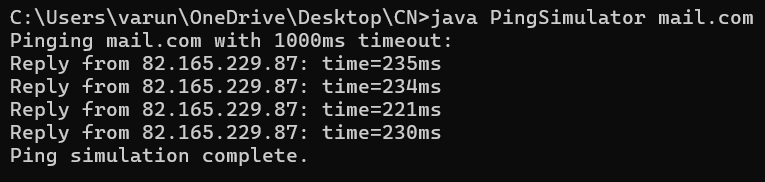 C:\Users\varun\OneDrive\Desktop\CN>java PingSimulator mail.com
Pinging mail.com with 1000ms timeout:
Reply from 82.165.229.87: time=235ms
Reply from 82.165.229.87: time=234ms
Reply from 82.165.229.87: time=221ms
Reply from 82.165.229.87: time=230ms
Ping simulation complete.